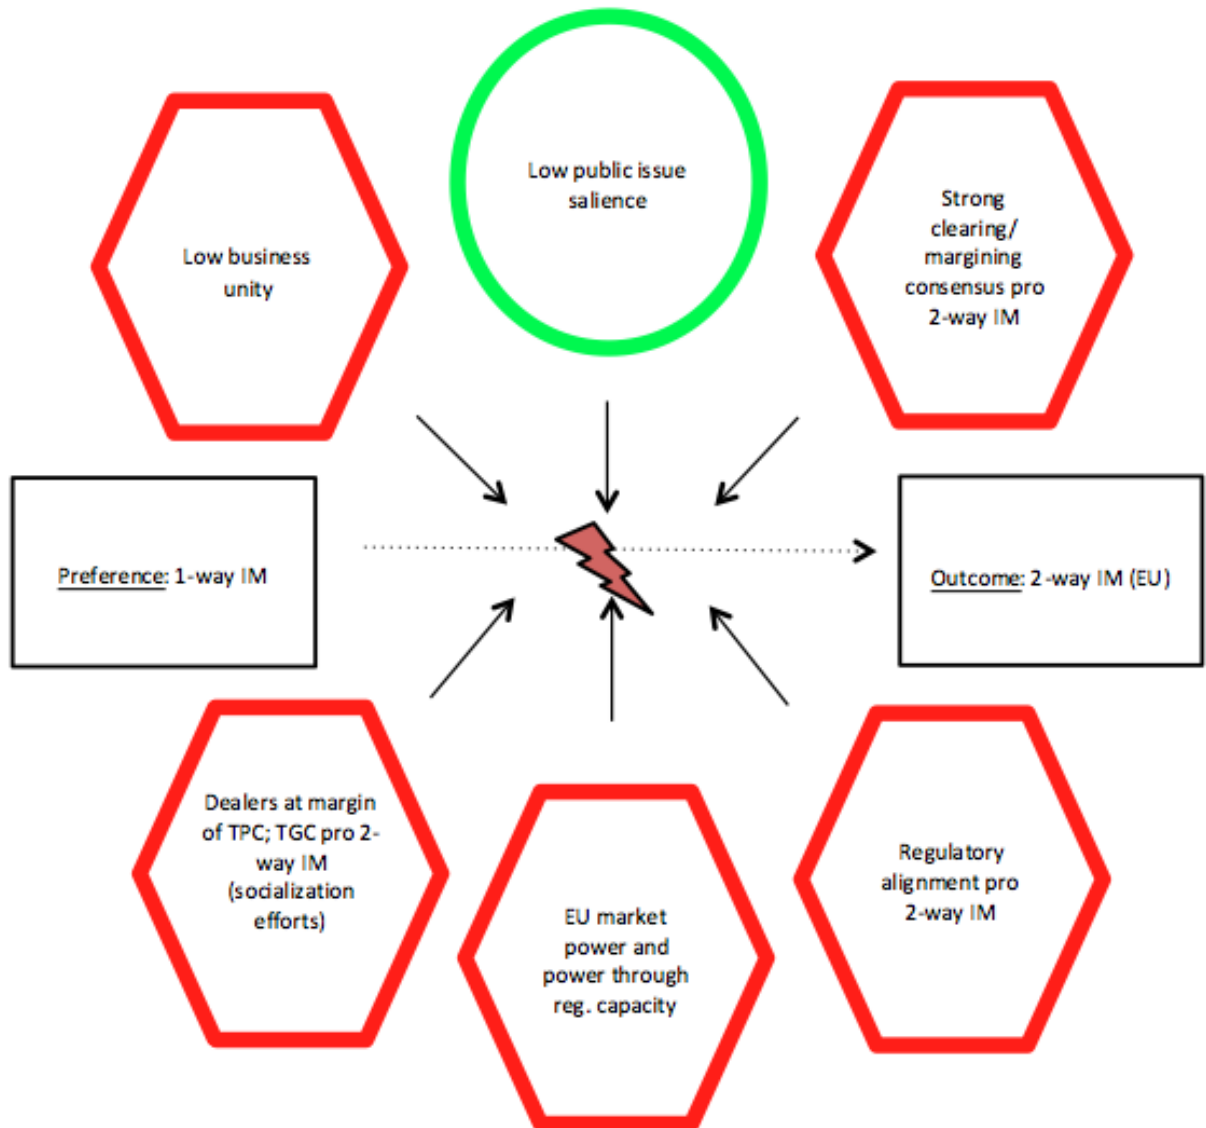 Low public issue
salience
Low business
unity
Strong
clearing/
margining
consensus pro
2-way IM
Preference: 1-way IM
Outcome: 2-way IM (EU)
Dealers at margin
of TPC; TGC pro 2-
way IM
(socialization
efforts)
EU market
power and
power through
reg. capacity
Regulatory
alignment pro
2-way IM